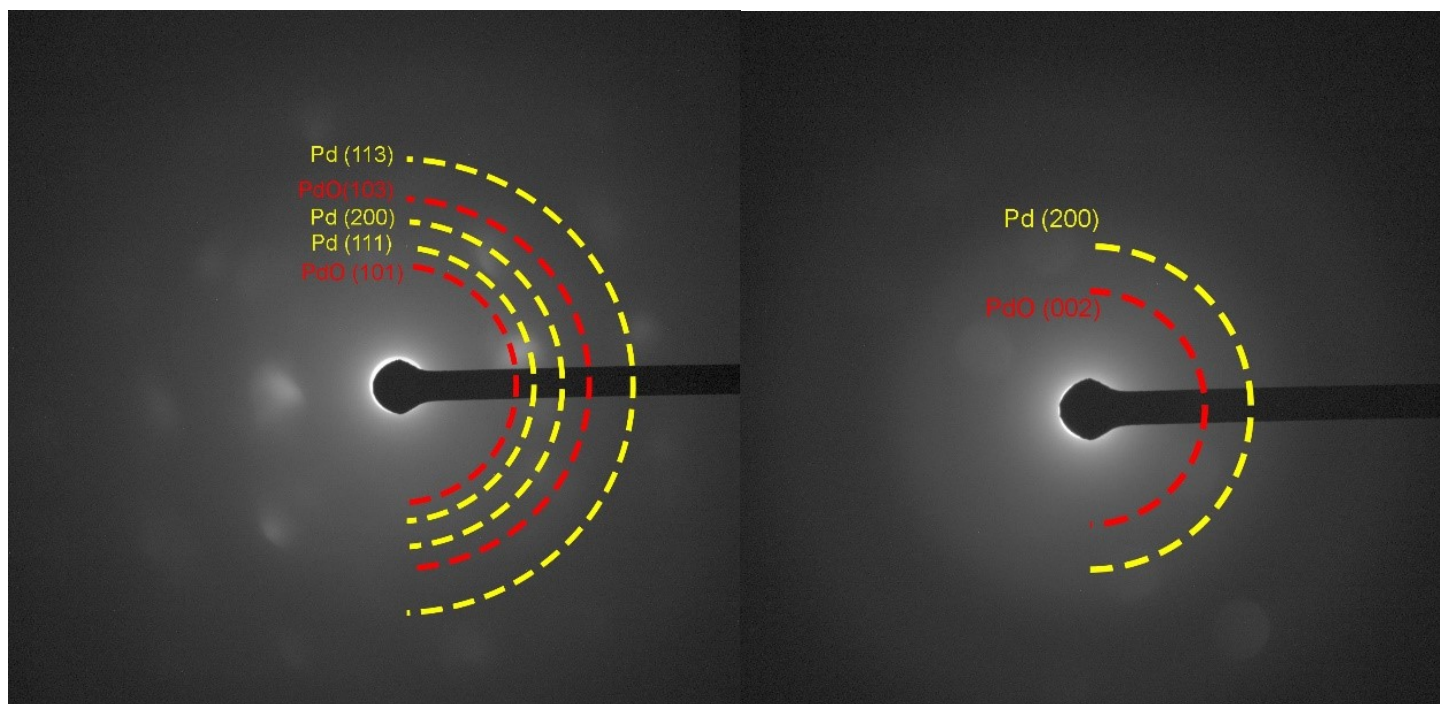 Pd (113)
PdO(103)
Pd (200)
Pd (111)
PdO (101)
Pd (200)
PdO (002)